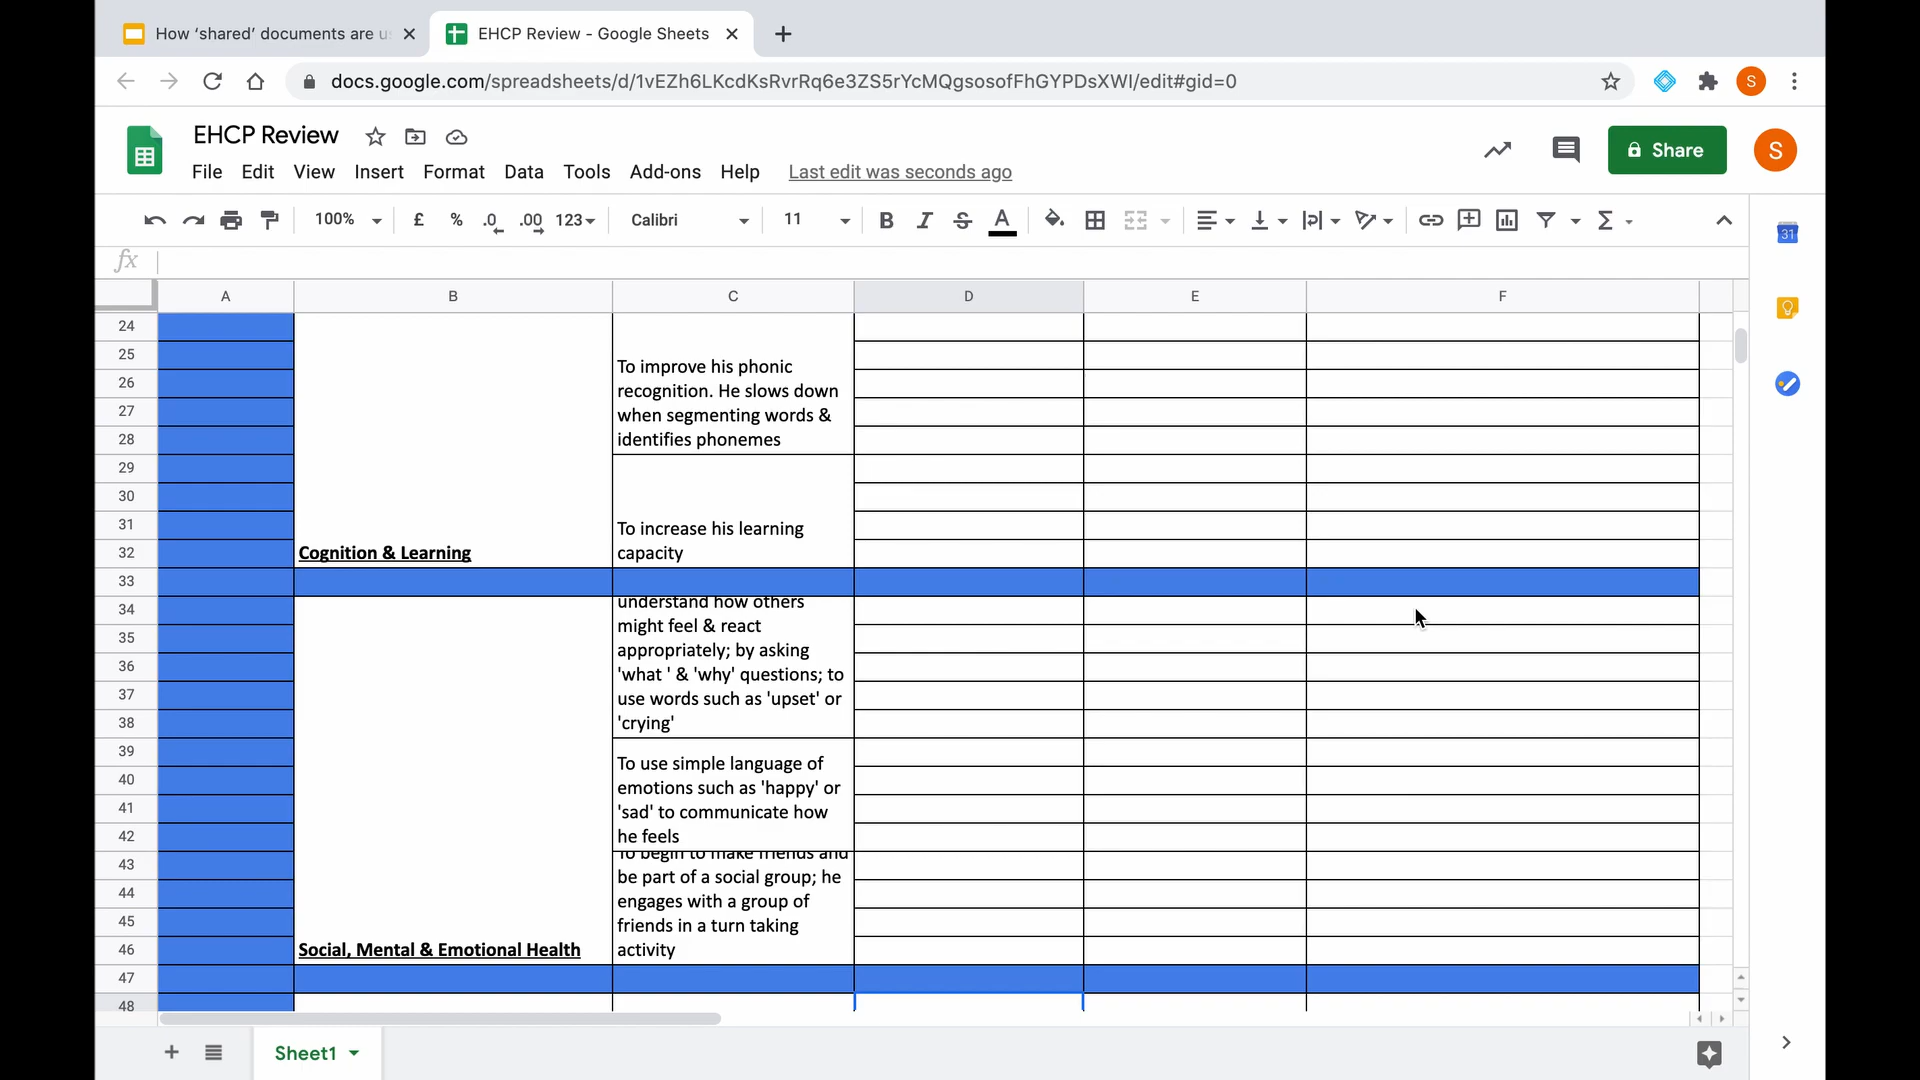 How ‘shared’ documents are u
EHCP Review - Google Sheets
docs.google.com/spreadsheets/d/1vEZh6LKcdKsRvrRq6e3ZS5rYcMQgsosofFhGYPDsXWI/edit#gid=0
S
EHCP Review
Share
S
File Edit View Insert Format Data Tools Add-ons Help Last edit was seconds ago
100% £ % .0 .00 123 Calibri 11 B I S A
31
fx
A B C D E F
24
25
26
27
28
29
30
31
32
33
34
35
36
37
38
39
40
41
42
43
44
45
46
47
48
To improve his phonic
recognition. He slows down
when segmenting words &
identifies phonemes
To increase his learning
capacity
Cognition & Learning
understand how others
might feel & react
appropriately; by asking
'what ' & 'why' questions; to
use words such as 'upset' or
'crying'
To use simple language of
emotions such as 'happy' or
'sad' to communicate how
he feels
To begin to make friends and
be part of a social group; he
engages with a group of
friends in a turn taking
activity
Social, Mental & Emotional Health
Sheet1